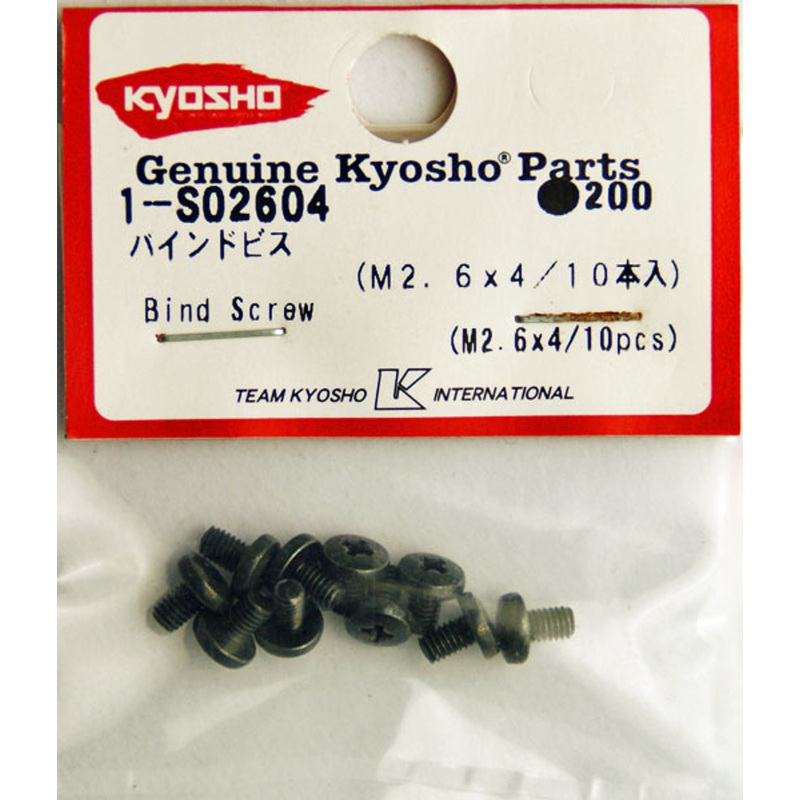 KYOSHO
Genuine Kyosho® Parts
1-S02604 ●200
バインドビス
(M2. 6x4/10本入)
Bind Screw
(M2.6x4/10pcs)
TEAM KYOSHO K INTERNATIONAL